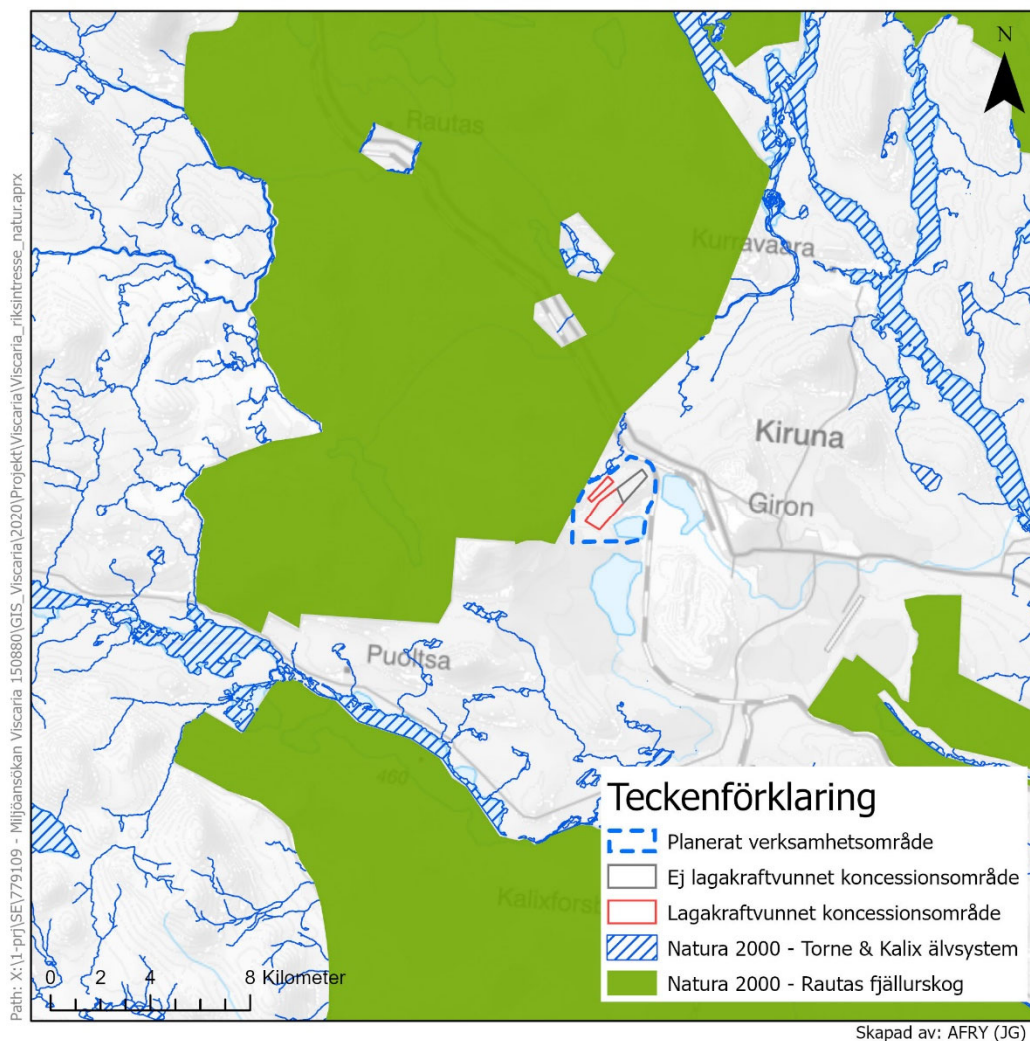 N
Rautas
Kurravaara
Kiruna
Giron
Puoltsa
460
Teckenförklaring
Planerat verksamhetsområde
Ej lagakraftvunnet koncessionsområde
Lagakraftvunnet koncessionsområde
Natura 2000 - Torne & Kalix älvsystem
Natura 2000 - Rautas fjällurskog
0 2 4 8 Kilometer
Path: X:\1-prj\SE\779109 - Miljöansökan Viscaria 150880\GIS_Viscaria\2020\Projekt\Viscaria\Viscaria_riksintresse_natur.aprx
Skapad av: AFRY (JG)